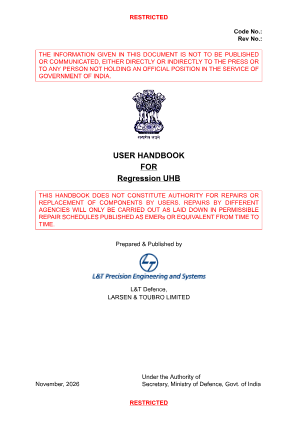 RESTRICTED
Code No.:
Rev No.:
THE INFORMATION GIVEN IN THIS DOCUMENT IS NOT TO BE PUBLISHED
OR COMMUNICATED, EITHER DIRECTLY OR INDIRECTLY TO THE PRESS OR
TO ANY PERSON NOT HOLDING AN OFFICIAL POSITION IN THE SERVICE OF
GOVERNMENT OF INDIA.
सत्यमेव जयते
USER HANDBOOK
FOR
Regression UHB
THIS HANDBOOK DOES NOT CONSTITUTE AUTHORITY FOR REPAIRS OR
REPLACEMENT OF COMPONENTS BY USERS. REPAIRS BY DIFFERENT
AGENCIES WILL ONLY BE CARRIED OUT AS LAID DOWN IN PERMISSIBLE
REPAIR SCHEDULES PUBLISHED AS EMERs OR EQUIVALENT FROM TIME TO
TIME
Prepared & Published by
L&T Precision Engineering and Systems
L&T Defence,
LARSEN & TOUBRO LIMITED
Under the Authority of
November, 2026 Secretary, Ministry of Defence, Govt. of India
RESTRICTED